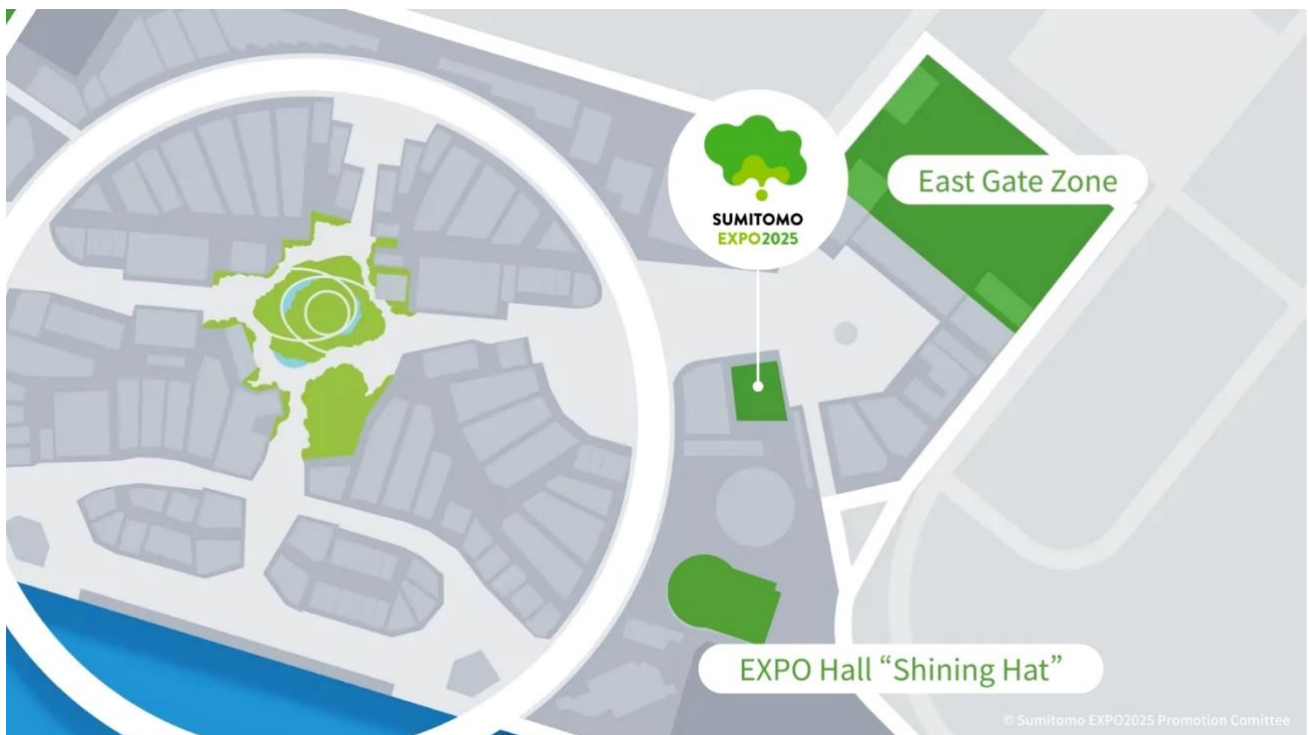 SUMITOMO
EXPO2025
East Gate Zone
EXPO Hall “Shining Hat”
© Sumitomo EXPO2025 Promotion Comittee